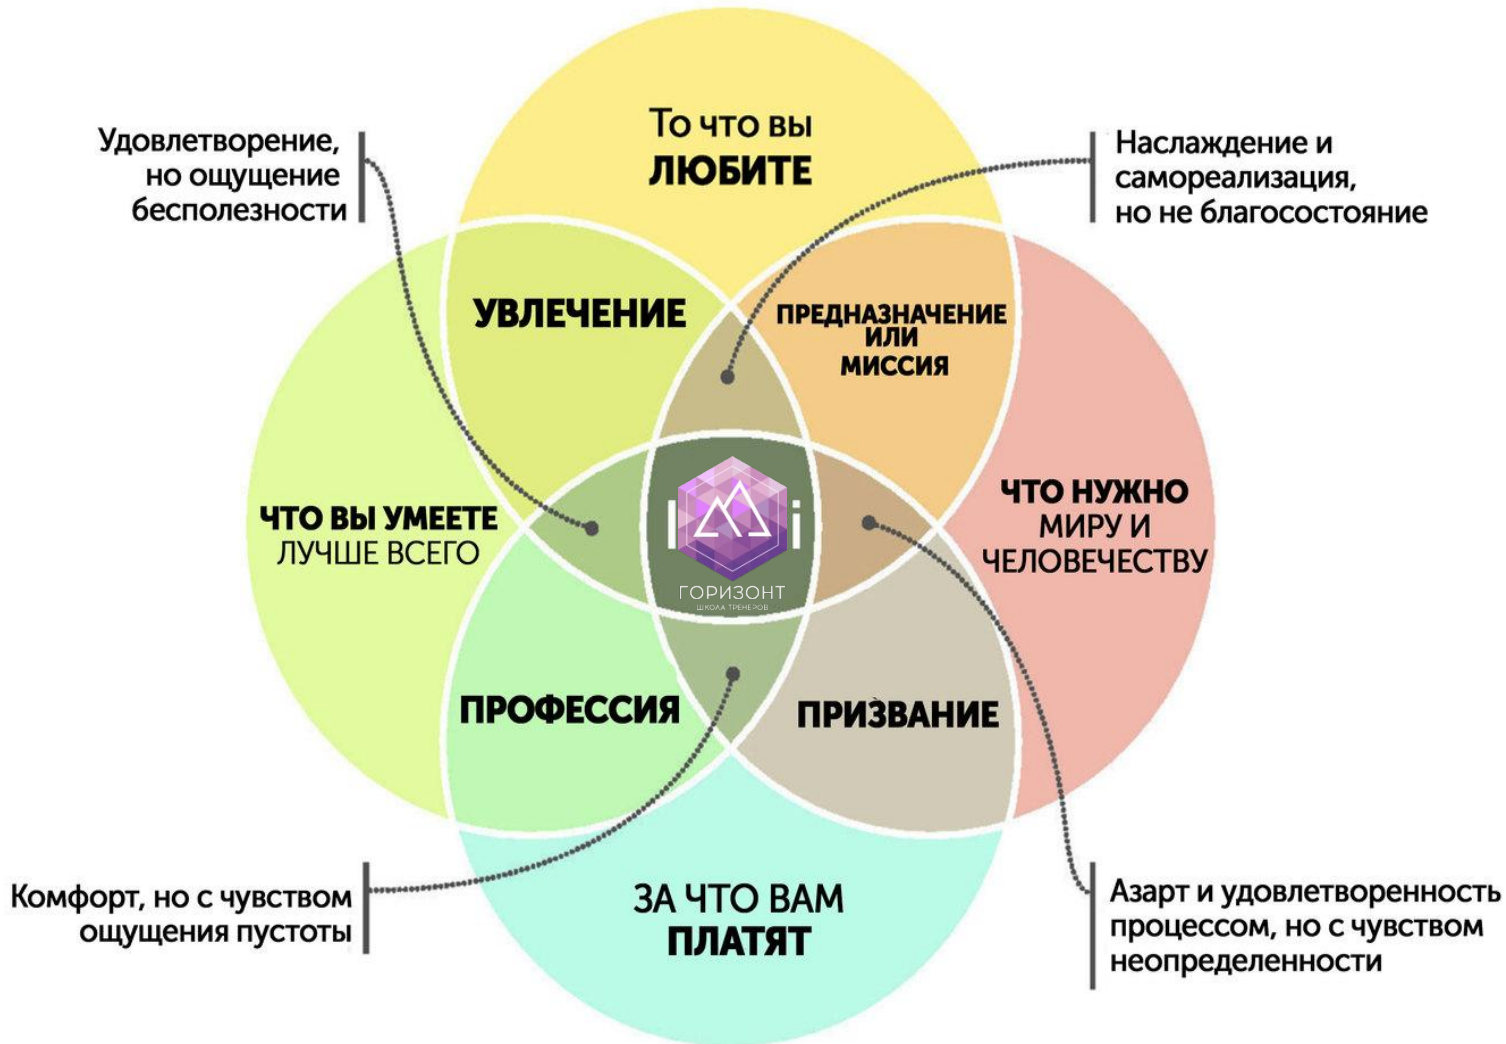 То что вы
ЛЮБИТЕ
Удовлетворение,
но ощущение
бесполезности
Наслаждение и
самореализация,
но не благосостояние
УВЛЕЧЕНИЕ
ПРЕДНАЗНАЧЕНИЕ
ИЛИ
МИССИЯ
ЧТО ВЫ УМЕЕТЕ
ЛУЧШЕ ВСЕГО
ГОРИЗОНТ
ШКОЛА ТРЕНЕРОВ
ЧТО НУЖНО
МИРУ И
ЧЕЛОВЕЧЕСТВУ
ПРОФЕССИЯ
ПРИЗВАНИЕ
Комфорт, но с чувством
ощущения пустоты
ЗА ЧТО ВАМ
ПЛАТЯТ
Азарт и удовлетворенность
процессом, но с чувством
неопределенности